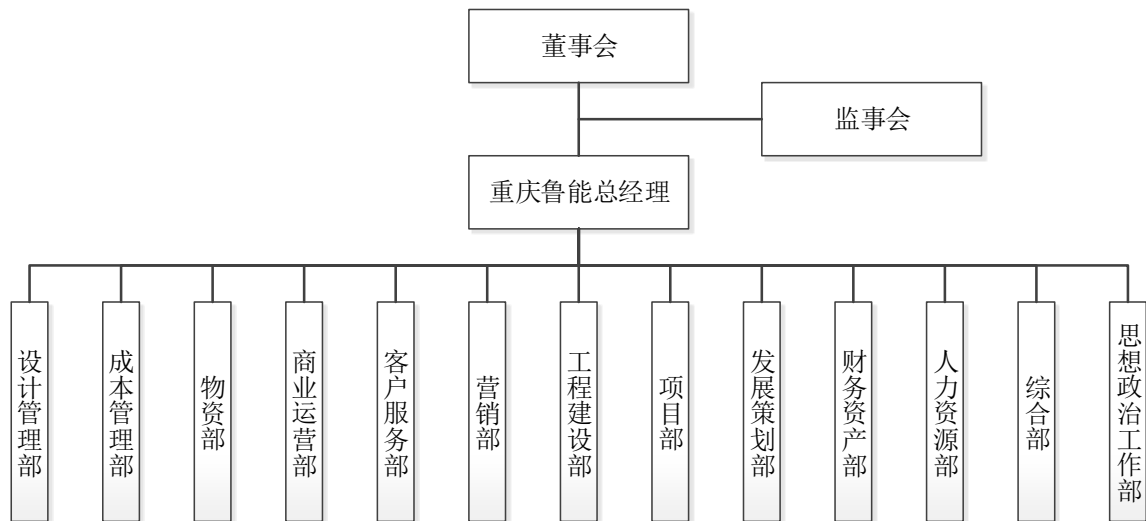 董事会
监事会
重庆鲁能总经理
设计管理部
成本管理部
物资部
商业运营部
客户服务部
营销部
工程建设部
项目部
发展策划部
财务资产部
人力资源部
综合部
思想政治工作部